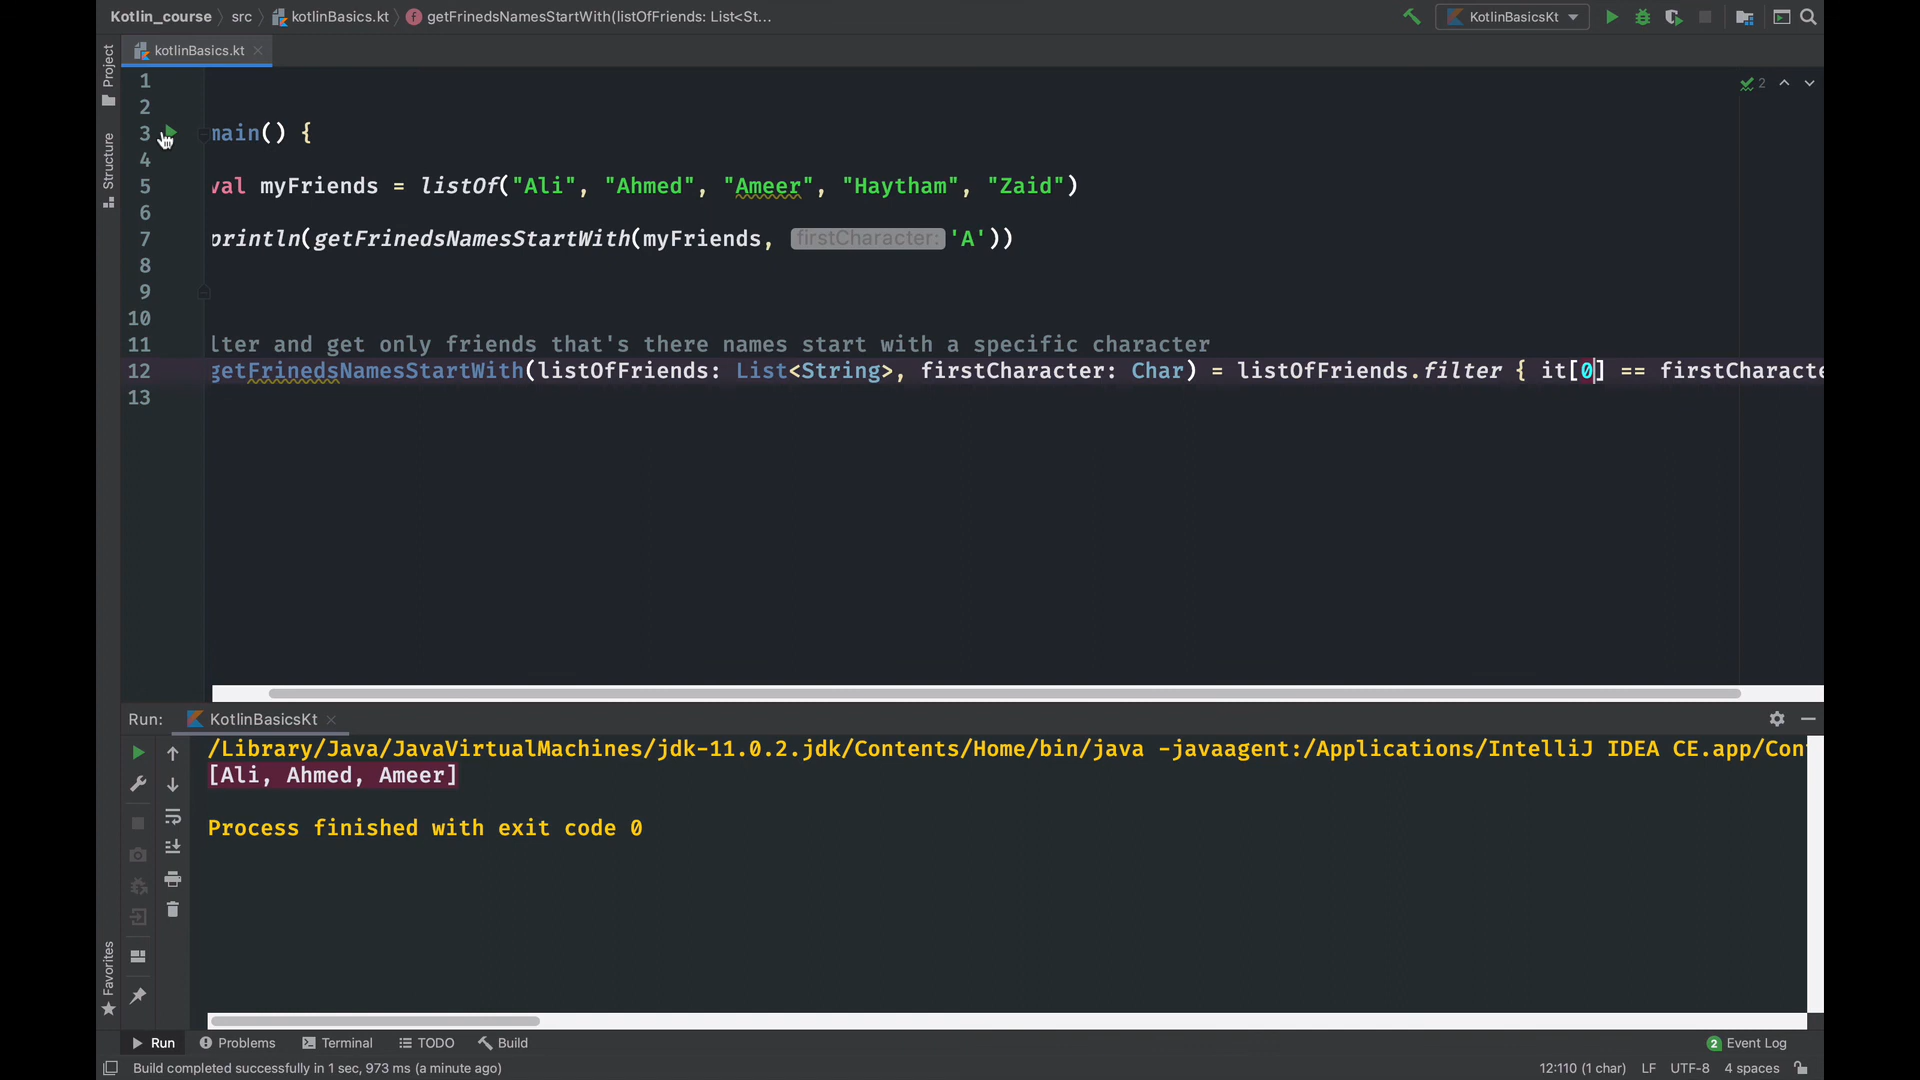 Kotlin_course
src
kotlinBasics.kt
getFrinedsNamesStartWith(listOfFriends: List<St...
KotlinBasicsKt
Project
kotlinBasics.kt
1
2
2
3 main() {
4
Structure
5 val myFriends = listOf("Ali", "Ahmed", "Ameer", "Haytham", "Zaid")
6
7 println(getFrinedsNamesStartWith(myFriends, firstCharacter: 'A'))
8
9
10
11 lter and get only friends that's there names start with a specific character
12 getFrinedsNamesStartWith(listOfFriends: List<String>, firstCharacter: Char) = listOfFriends.filter { it[0] == firstCharacte
13
Run: KotlinBasicsKt
/Library/Java/JavaVirtualMachines/jdk-11.0.2.jdk/Contents/Home/bin/java -javaagent:/Applications/IntelliJ IDEA CE.app/Con
[Ali, Ahmed, Ameer]
Process finished with exit code 0
Favorites
Run
Problems
Terminal
TODO
Build
2 Event Log
Build completed successfully in 1 sec, 973 ms (a minute ago)
12:110 (1 char)
LF
UTF-8
4 spaces